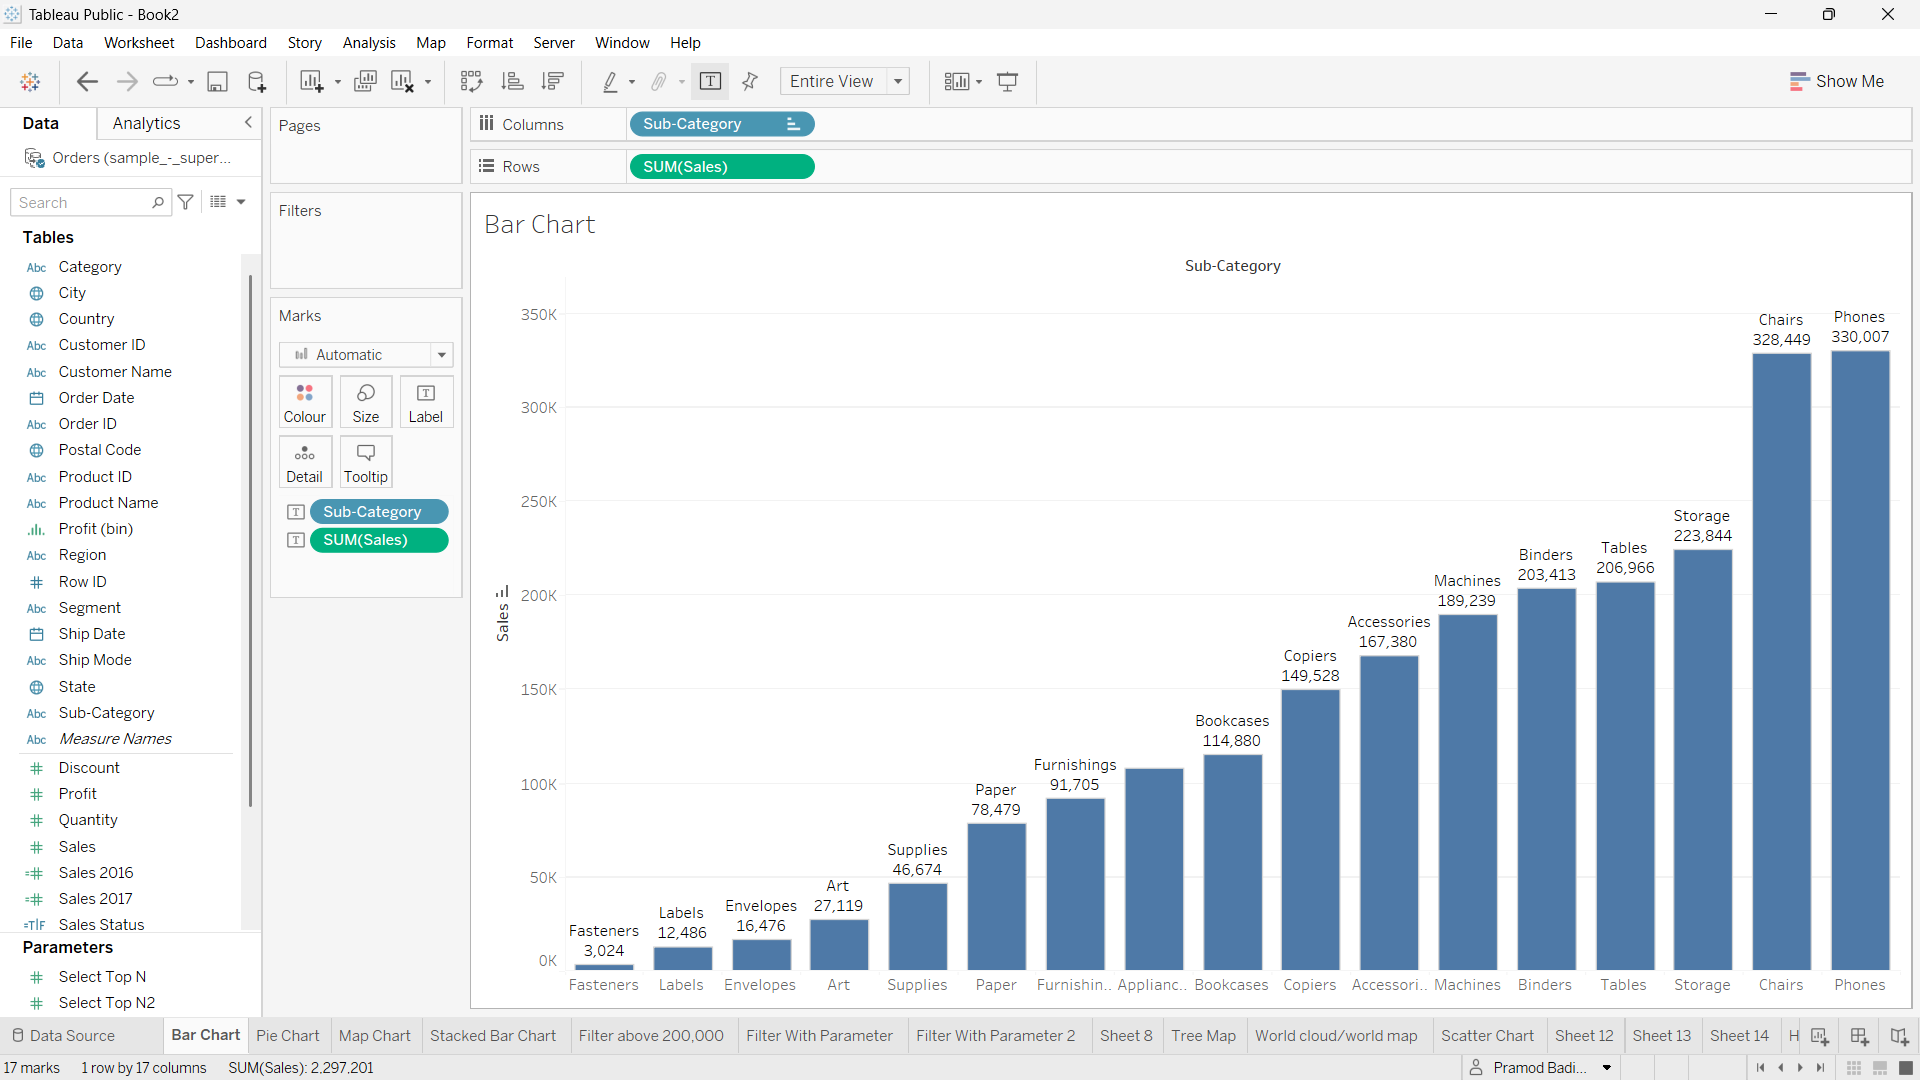 Tableau Public - Book2
File Data Worksheet Dashboard Story Analysis Map Format Server Window Help
Entire View
Show Me
Data Analytics
Orders (sample_-_super...
Search
Tables
Abc Category
City
Country
Abc Customer ID
Abc Customer Name
Order Date
Abc Order ID
Postal Code
Abc Product ID
Abc Product Name
Profit (bin)
Abc Region
# Row ID
Abc Segment
Ship Date
Abc Ship Mode
State
Abc Sub-Category
Abc Measure Names
# Discount
# Profit
# Quantity
# Sales
=# Sales 2016
=# Sales 2017
=T|F Sales Status
Parameters
# Select Top N
# Select Top N2
Pages
Filters
Marks
Automatic
Colour Size T Label
Detail Tooltip
T Sub-Category
T SUM(Sales)
Columns Sub-Category
Rows SUM(Sales)
Bar Chart
Sub-Category
Sales
350K
300K
250K
200K
150K
100K
50K
0K
Fasteners
3,024
Labels
12,486
Envelopes
16,476
Art
27,119
Supplies
46,674
Paper
78,479
Furnishings
91,705
Bookcases
114,880
Copiers
149,528
Accessories
167,380
Machines
189,239
Binders
203,413
Tables
206,966
Storage
223,844
Chairs
328,449
Phones
330,007
Fasteners Labels Envelopes Art Supplies Paper Furnishin.. Applianc.. Bookcases Copiers Accessori.. Machines Binders Tables Storage Chairs Phones
Data Source Bar Chart Pie Chart Map Chart Stacked Bar Chart Filter above 200,000 Filter With Parameter Filter With Parameter 2 Sheet 8 Tree Map World cloud/world map Scatter Chart Sheet 12 Sheet 13 Sheet 14 H
17 marks 1 row by 17 columns SUM(Sales): 2,297,201
Pramod Badi...